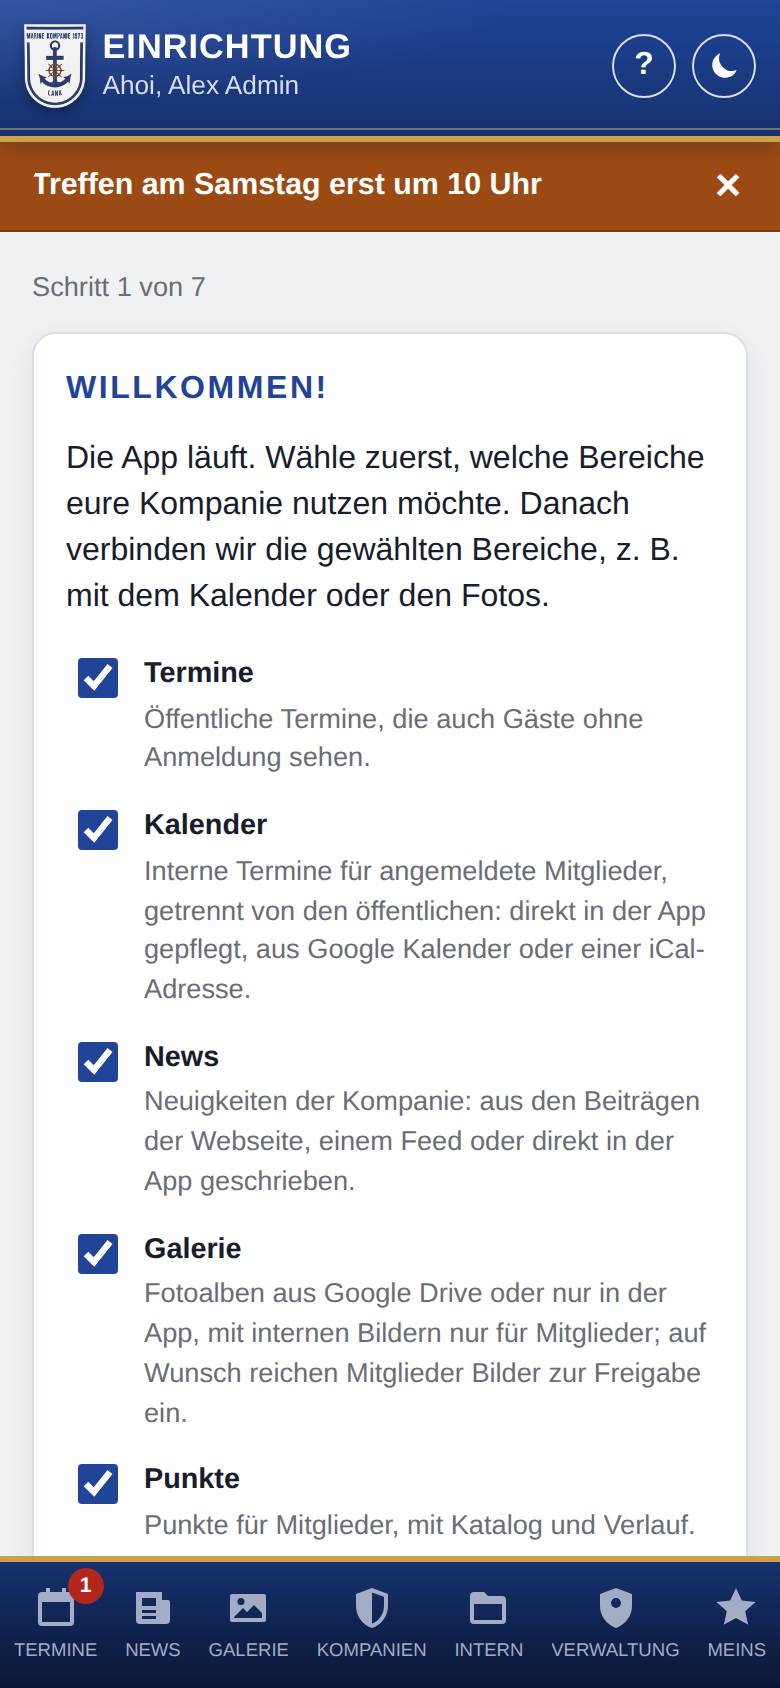 MARINE KOMPANIE 1973
LANK
EINRICHTUNG
Ahoi, Alex Admin
?
Treffen am Samstag erst um 10 Uhr
×
Schritt 1 von 7
WILLKOMMEN!
Die App läuft. Wähle zuerst, welche Bereiche
eure Kompanie nutzen möchte. Danach
verbinden wir die gewählten Bereiche, z. B.
mit dem Kalender oder den Fotos.
Termine
Öffentliche Termine, die auch Gäste ohne
Anmeldung sehen.
Kalender
Interne Termine für angemeldete Mitglieder,
getrennt von den öffentlichen: direkt in der App
gepflegt, aus Google Kalender oder einer iCal-
Adresse.
News
Neuigkeiten der Kompanie: aus den Beiträgen
der Webseite, einem Feed oder direkt in der
App geschrieben.
Galerie
Fotoalben aus Google Drive oder nur in der
App, mit internen Bildern nur für Mitglieder; auf
Wunsch reichen Mitglieder Bilder zur Freigabe
ein.
Punkte
Punkte für Mitglieder, mit Katalog und Verlauf.
1
TERMINE NEWS GALERIE KOMPANIEN INTERN VERWALTUNG MEINS